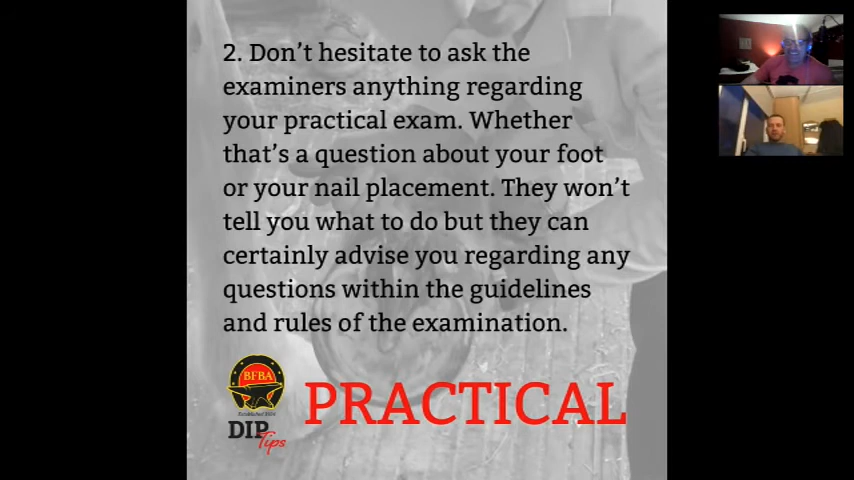 2. Don't hesitate to ask the
examiners anything regarding
your practical exam. Whether
that's a question about your foot
or your nail placement. They won't
tell you what to do but they can
certainly advise you regarding any
questions within the guidelines
and rules of the examination.
BFBA
DIP
Tips
PRACTICAL